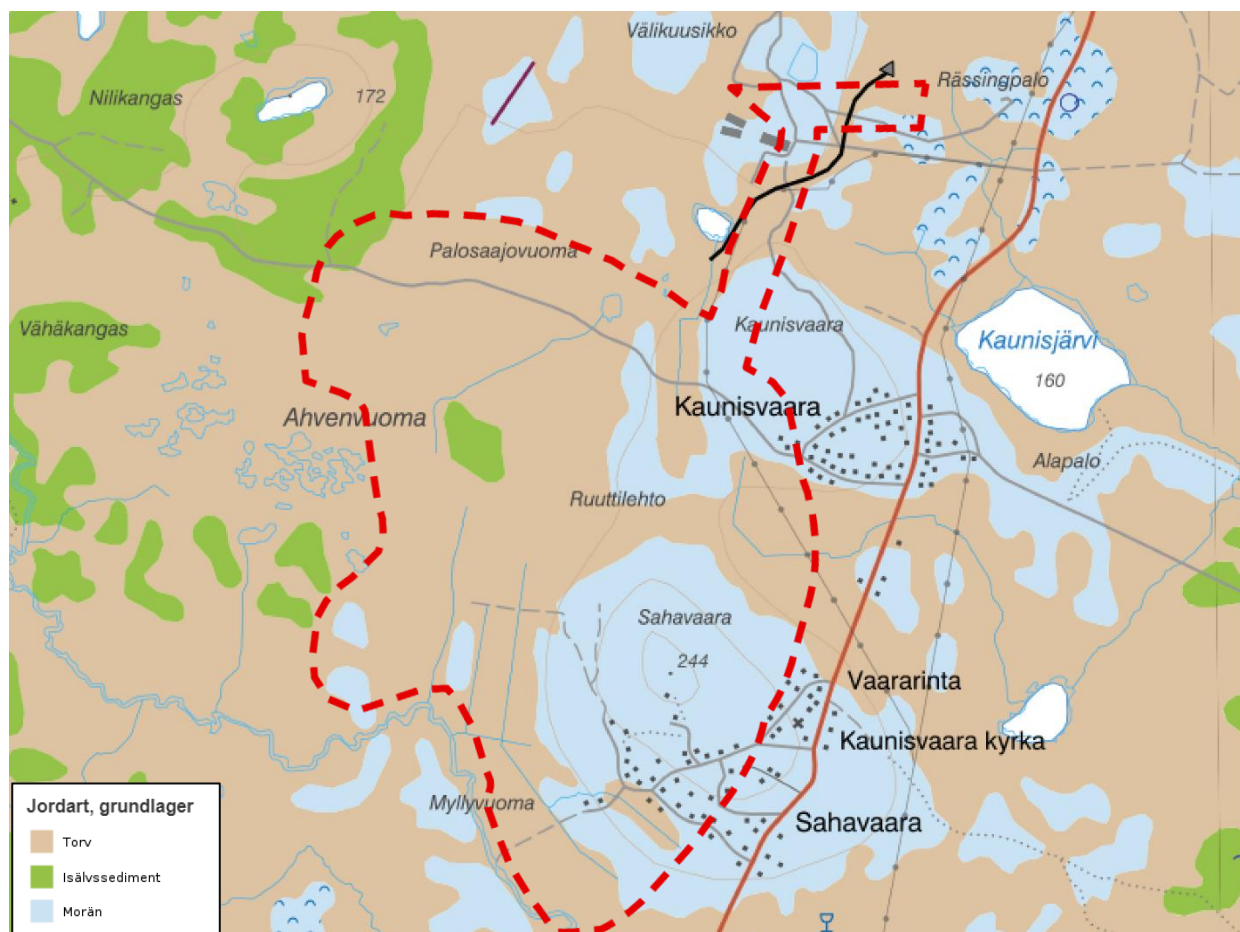 Välikuusikko
Rässingpalo
Nilikangas
172
Palosaajovuoma
Vähäkangas
Kaunisvaara
Kaunisjärvi
160
Kaunisvaara
Ahvenvuoma
Alapalo
Ruuttilehto
Sahavaara
244
Vaararinta
Kaunisvaara kyrka
Myllyvuoma
Sahavaara
Jordart, grundlager
Torv
Isälvssediment
Morän